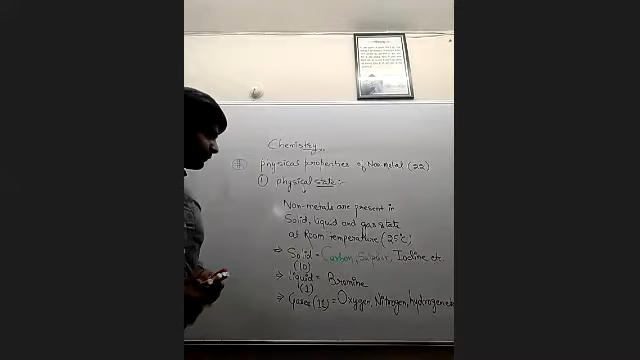 Chemistry
physical properties of Non-metal (22)
① physical state :-
Non-metals are present in
Solid, liquid and gas state
at Room temperature (25°C)
⇒ Solid = Carbon, Sulphur, Iodine etc.
(10)
⇒ liquid = Bromine
(1)
⇒ Gases (11) = Oxygen, Nitrogen, hydrogen etc